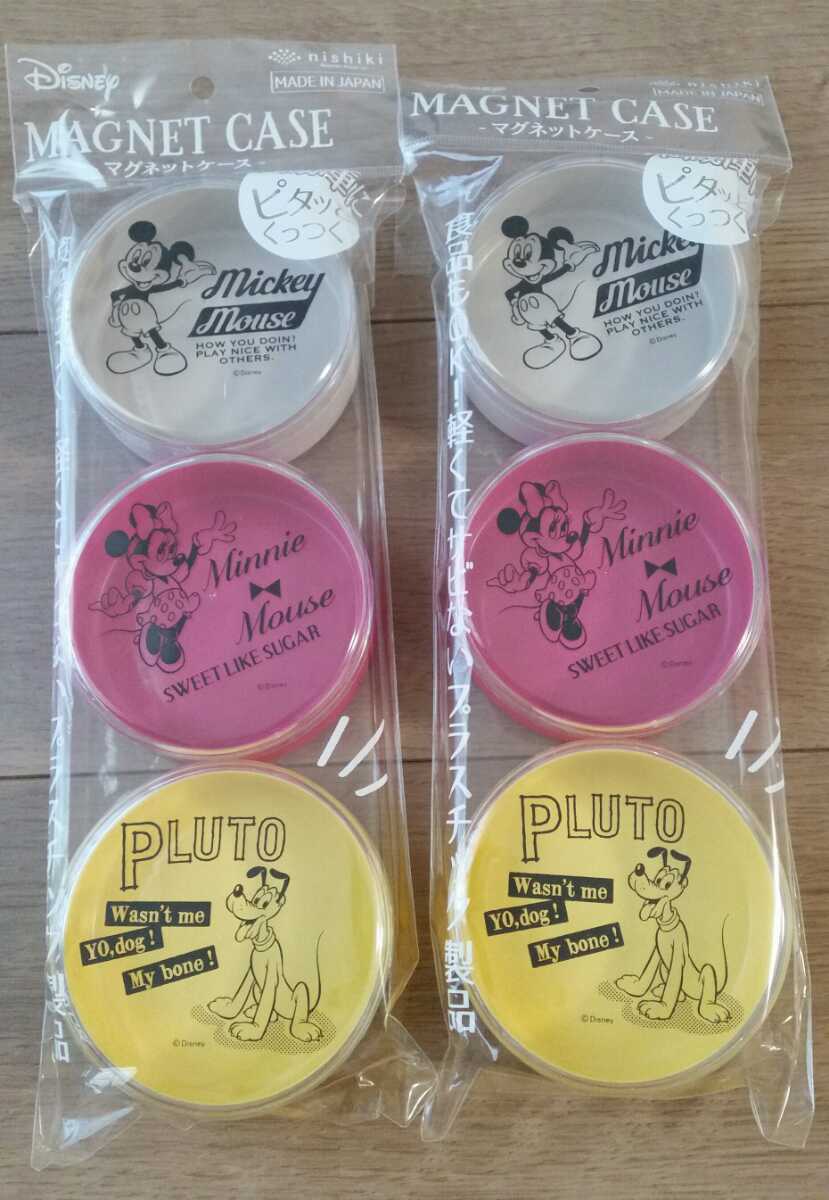 Disney
nishiki
MADE IN JAPAN
MAGNET CASE
- マグネットケース -
ピタッと
くっつく
Mickey
Mouse
HOW YOU DOIN?
PLAY NICE WITH
OTHERS.
©Disney
Minnie
Mouse
SWEET LIKE SUGAR
©Disney
PLUTO
Wasn't me
YO,dog!
My bone!
©Disney
製品
MADE IN JAPAN
MAGNET CASE
- マグネットケース -
ピタッと
くっつく
食品もOK!軽くてサビないプラスチック製品
Mickey
Mouse
HOW YOU DOIN?
PLAY NICE WITH
OTHERS.
©Disney
Minnie
Mouse
SWEET LIKE SUGAR
©Disney
PLUTO
Wasn't me
YO,dog!
My bone!
©Disney